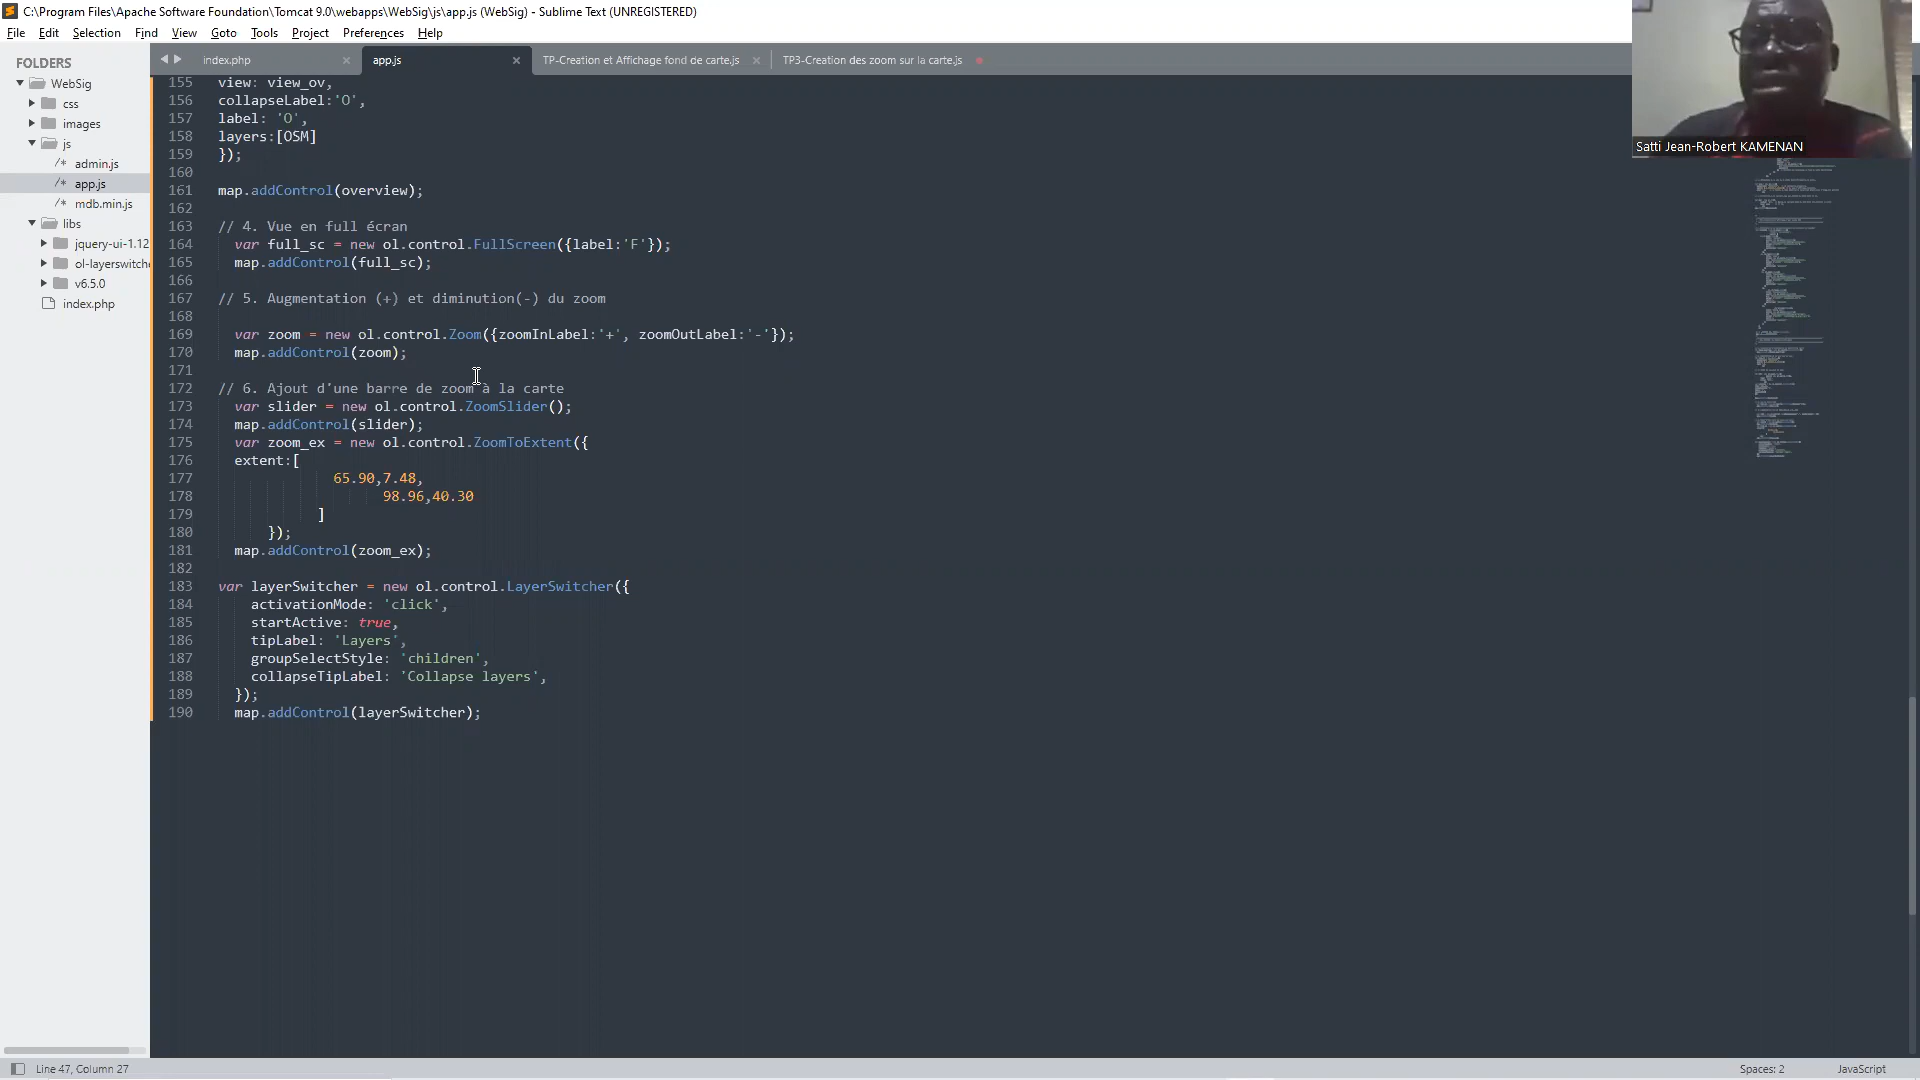 C:\Program Files\Apache Software Foundation\Tomcat 9.0\webapps\WebSig\js\app.js (WebSig) - Sublime Text (UNREGISTERED)
File Edit Selection Find View Goto Tools Project Preferences Help
FOLDERS
WebSig
css
images
js
/* admin.js
/* app.js
/* mdb.min.js
libs
jquery-ui-1.12
ol-layerswitche
v6.5.0
index.php
index.php × app.js × TP-Creation et Affichage fond de carte.js × TP3-Creation des zoom sur la carte.js
155 view: view_ov,
156 collapseLabel:'O',
157 label: 'O',
158 layers:[OSM]
159 });
160
161 map.addControl(overview);
162
163 // 4. Vue en full écran
164 var full_sc = new ol.control.FullScreen({label:'F'});
165 map.addControl(full_sc);
166
167 // 5. Augmentation (+) et diminution(-) du zoom
168
169 var zoom = new ol.control.Zoom({zoomInLabel:'+', zoomOutLabel:'-'});
170 map.addControl(zoom);
171
172 // 6. Ajout d'une barre de zoom à la carte
173 var slider = new ol.control.ZoomSlider();
174 map.addControl(slider);
175 var zoom_ex = new ol.control.ZoomToExtent({
176 extent:[
177 65.90,7.48,
178 98.96,40.30
179 ]
180 });
181 map.addControl(zoom_ex);
182
183 var layerSwitcher = new ol.control.LayerSwitcher({
184 activationMode: 'click',
185 startActive: true,
186 tipLabel: 'Layers',
187 groupSelectStyle: 'children',
188 collapseTipLabel: 'Collapse layers',
189 });
190 map.addControl(layerSwitcher);
Satti Jean-Robert KAMENAN
Line 47, Column 27
Spaces: 2
JavaScript